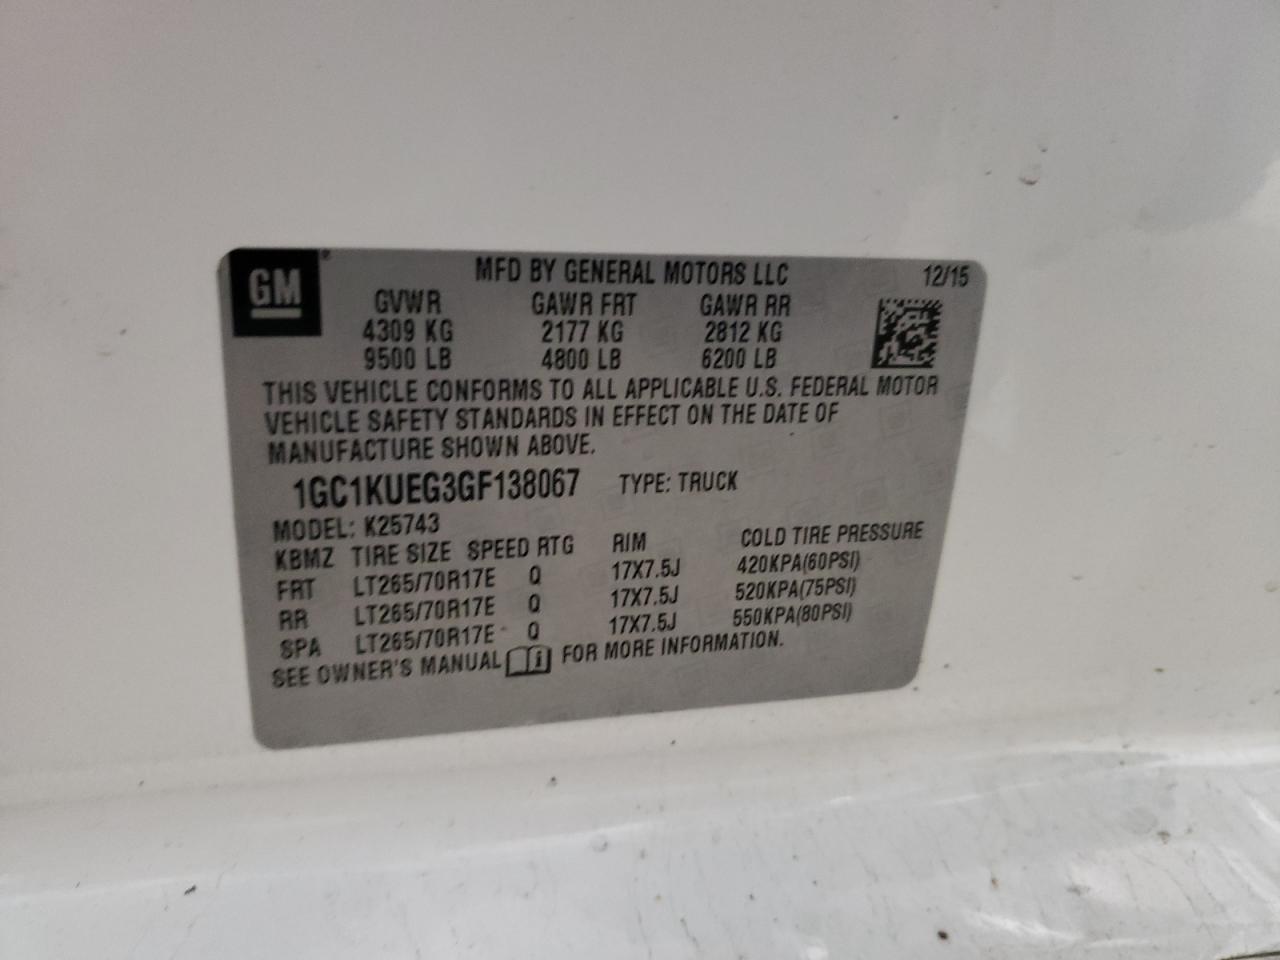 GM®
MFD BY GENERAL MOTORS LLC 12/15
GVWR GAWR FRT GAWR RR
4309 KG 2177 KG 2812 KG
9500 LB 4800 LB 6200 LB
THIS VEHICLE CONFORMS TO ALL APPLICABLE U.S. FEDERAL MOTOR
VEHICLE SAFETY STANDARDS IN EFFECT ON THE DATE OF
MANUFACTURE SHOWN ABOVE.
1GC1KUEG3GF138067 TYPE: TRUCK
MODEL: K25743
KBMZ TIRE SIZE SPEED RTG RIM COLD TIRE PRESSURE
FRT LT265/70R17E Q 17X7.5J 420KPA(60PSI)
RR LT265/70R17E Q 17X7.5J 520KPA(75PSI)
SPA LT265/70R17E Q 17X7.5J 550KPA(80PSI)
SEE OWNER'S MANUAL i FOR MORE INFORMATION.